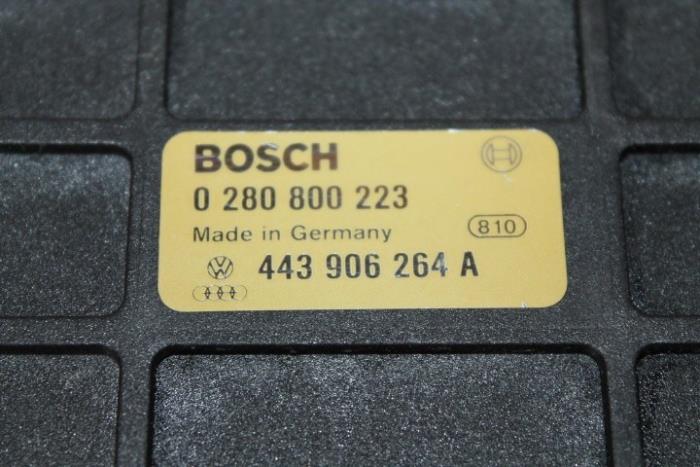 BOSCH
0 280 800 223
Made in Germany
810
443 906 264 A